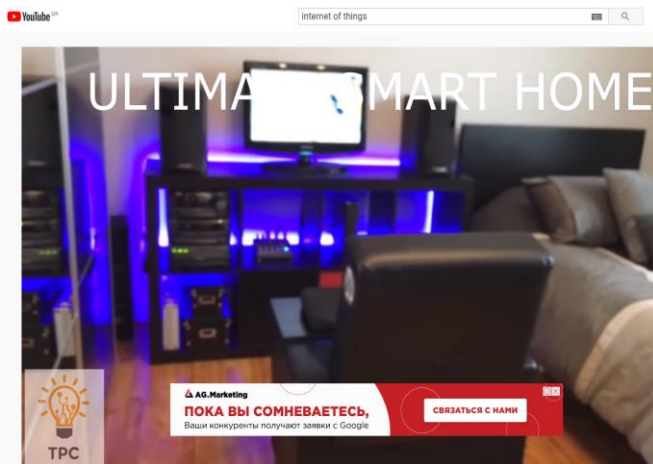 YouTube UA
internet of things
ULTIMA SMART HOME
AG.Marketing
ПОКА ВЫ СОМНЕВАЕТЕСЬ,
Ваши конкуренты получают заявки с Google
СВЯЗАТЬСЯ С НАМИ
TPC